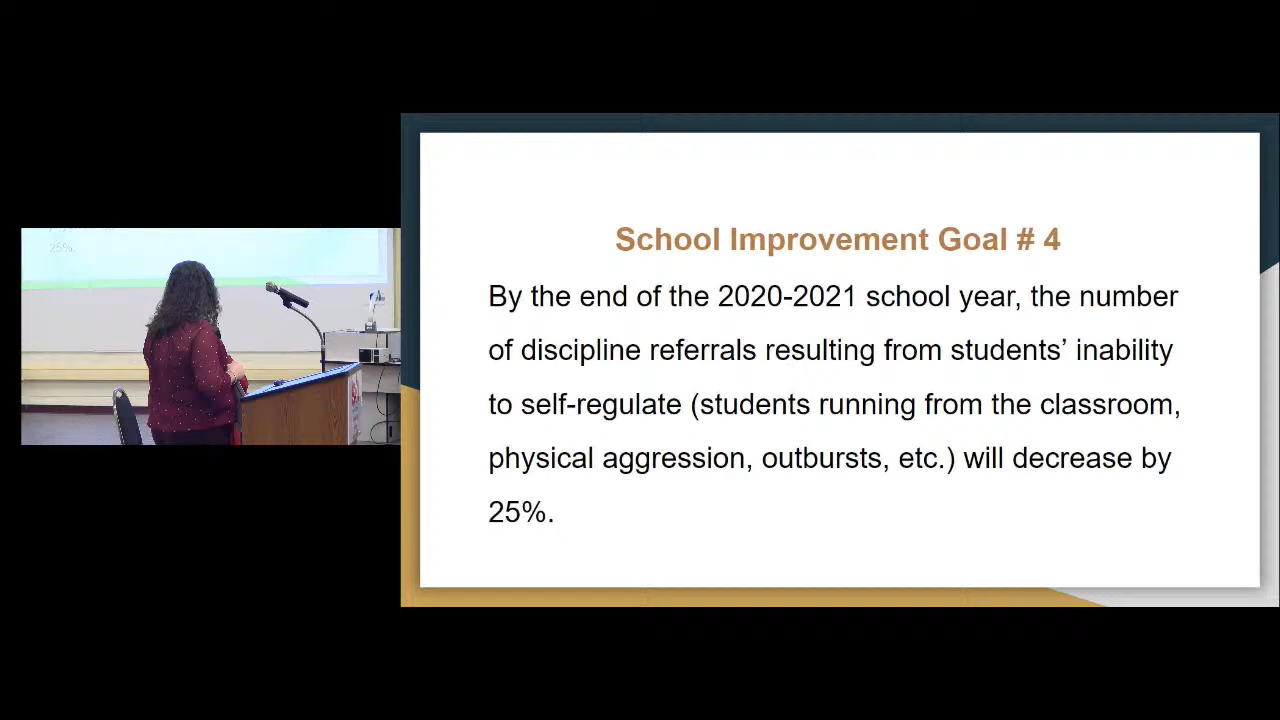 25%.
School Improvement Goal # 4
By the end of the 2020-2021 school year, the number
of discipline referrals resulting from students’ inability
to self-regulate (students running from the classroom,
physical aggression, outbursts, etc.) will decrease by
25%.